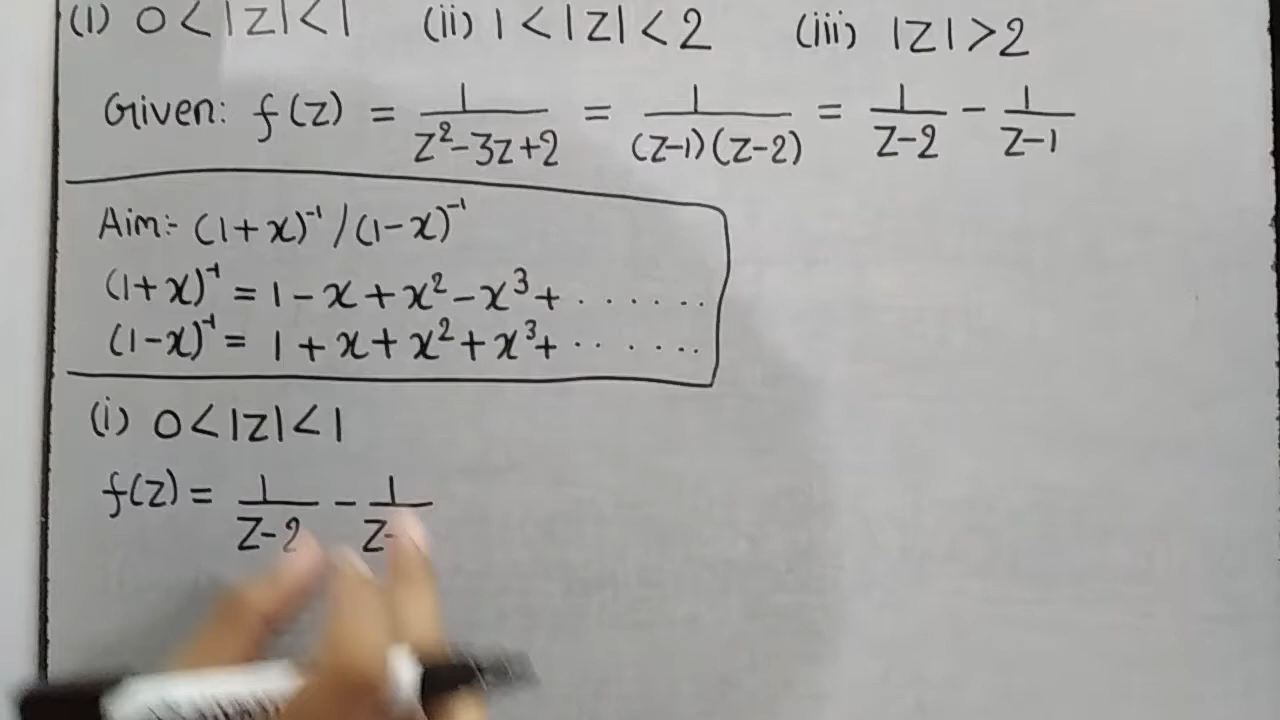 (i) 0 < |z| < 1 (ii) 1 < |z| < 2 (iii) |z| > 2
Given: f(z) = 1/(z²-3z+2) = 1/((z-1)(z-2)) = 1/(z-2) - 1/(z-1)
Aim:- (1+x)⁻¹/(1-x)⁻¹
(1+x)⁻¹ = 1 - x + x² - x³ + ......
(1-x)⁻¹ = 1 + x + x² + x³ + ......
(i) 0 < |z| < 1
f(z) = 1/(z-2) - 1/(z-